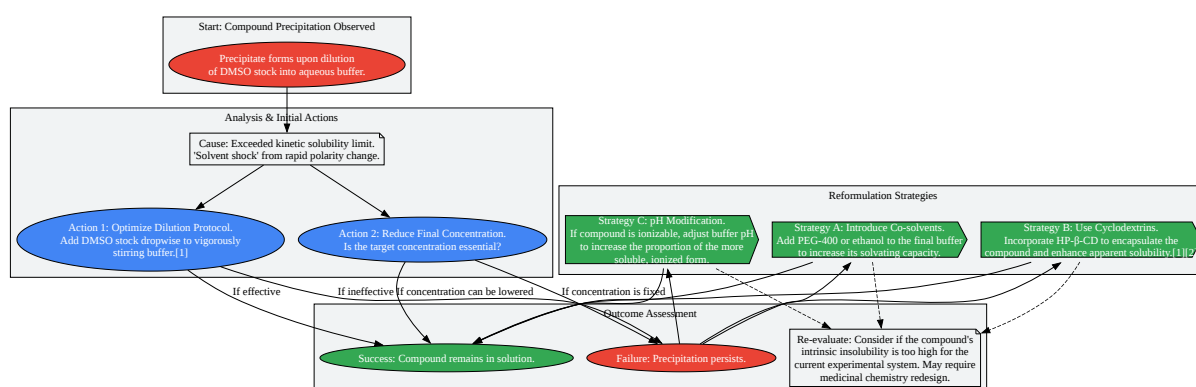 Start: Compound Precipitation Observed
Precipitate forms upon dilution
of DMSO stock into aqueous buffer.
Analysis & Initial Actions
Cause: Exceeded kinetic solubility limit.
'Solvent shock' from rapid polarity change.
Action 1: Optimize Dilution Protocol.
Add DMSO stock dropwise to vigorously
stirring buffer.[1]
Action 2: Reduce Final Concentration.
Is the target concentration essential?
Reformulation Strategies
Strategy C: pH Modification.
If compound is ionizable, adjust buffer pH
to increase the proportion of the more
soluble, ionized form.
Strategy A: Introduce Co-solvents.
Add PEG-400 or ethanol to the final buffer
to increase its solvating capacity.
Strategy B: Use Cyclodextrins.
Incorporate HP-β-CD to encapsulate the
compound and enhance apparent solubility.[1][2]
If effective
If ineffective
If concentration can be lowered
If concentration is fixed
Outcome Assessment
Success: Compound remains in solution.
Failure: Precipitation persists.
Re-evaluate: Consider if the compound's
intrinsic insolubility is too high for the
current experimental system. May require
medicinal chemistry redesign.